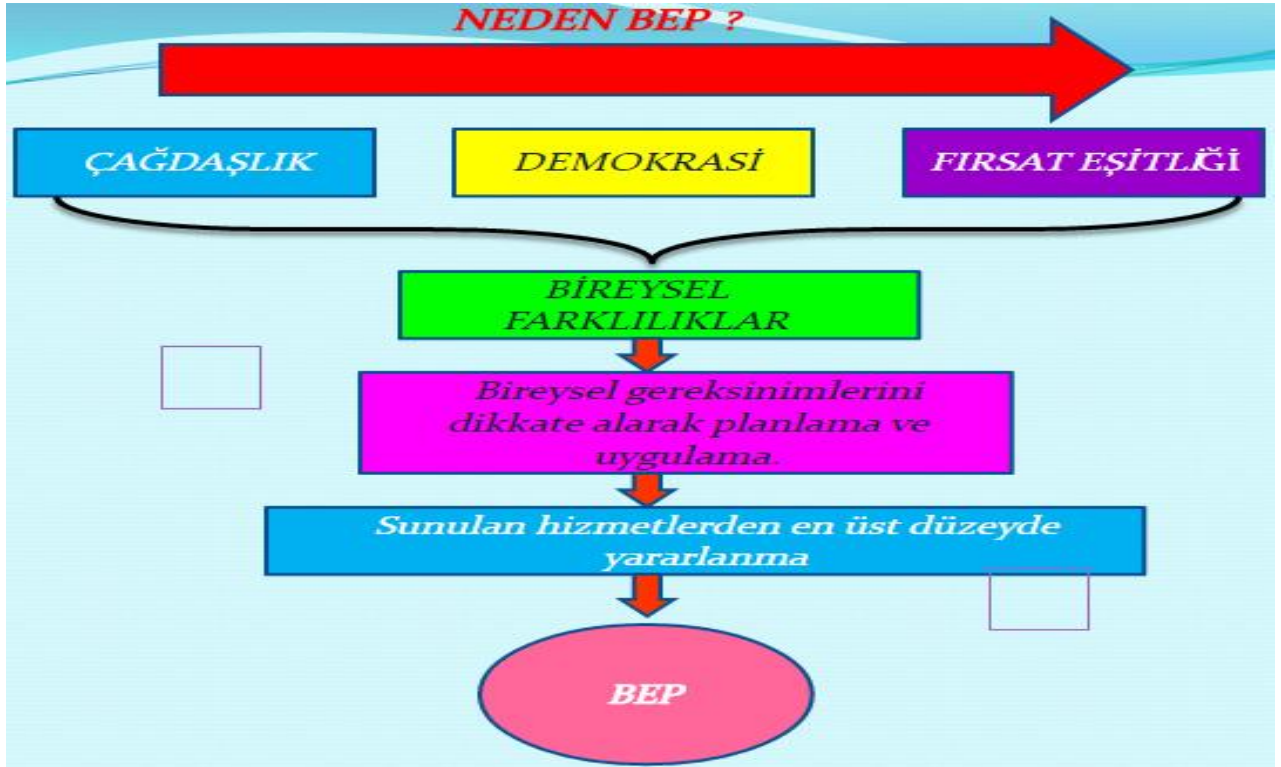 NEDEN BEP ?
ÇAĞDAŞLIK
DEMOKRASİ
FIRSAT EŞİTLİĞİ
BİREYSEL
FARKLILIKLAR
Bireysel gereksinimlerini
dikkate alarak planlama ve
uygulama.
Sunulan hizmetlerden en üst düzeyde
yararlanma
BEP